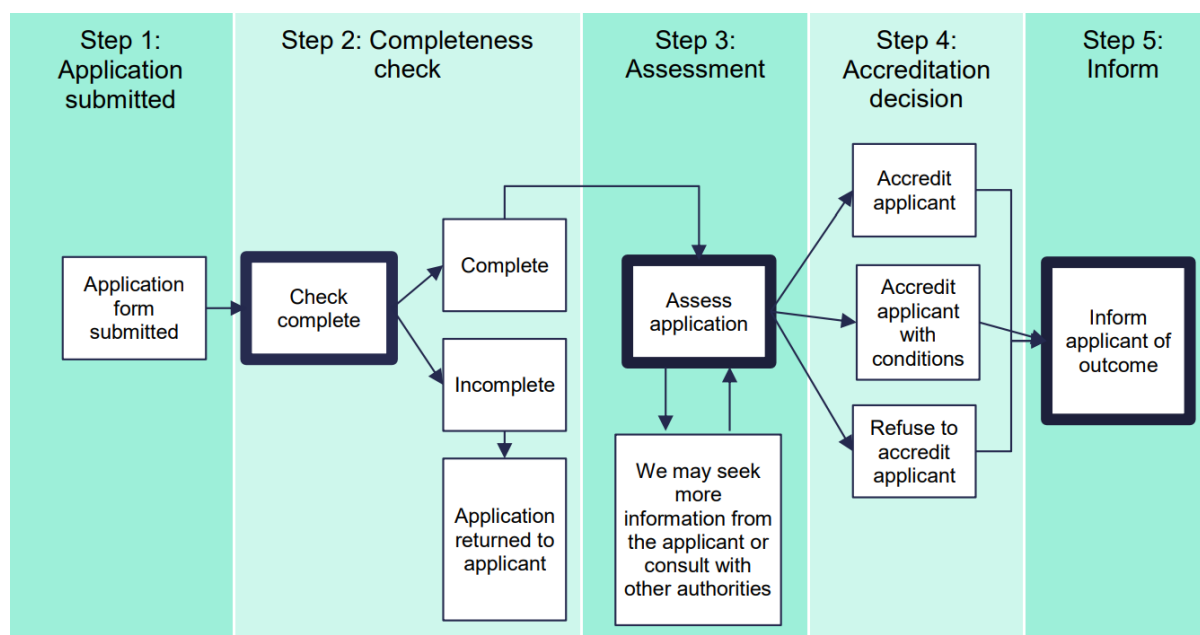 Step 1:
Application
submitted
Step 2: Completeness
check
Step 3:
Assessment
Step 4:
Accreditation
decision
Step 5:
Inform
Application
form
submitted
Check
complete
Complete
Incomplete
Application
returned to
applicant
Assess
application
We may seek
more
information from
the applicant or
consult with
other authorities
Accredit
applicant
Accredit
applicant
with
conditions
Refuse to
accredit
applicant
Inform
applicant of
outcome